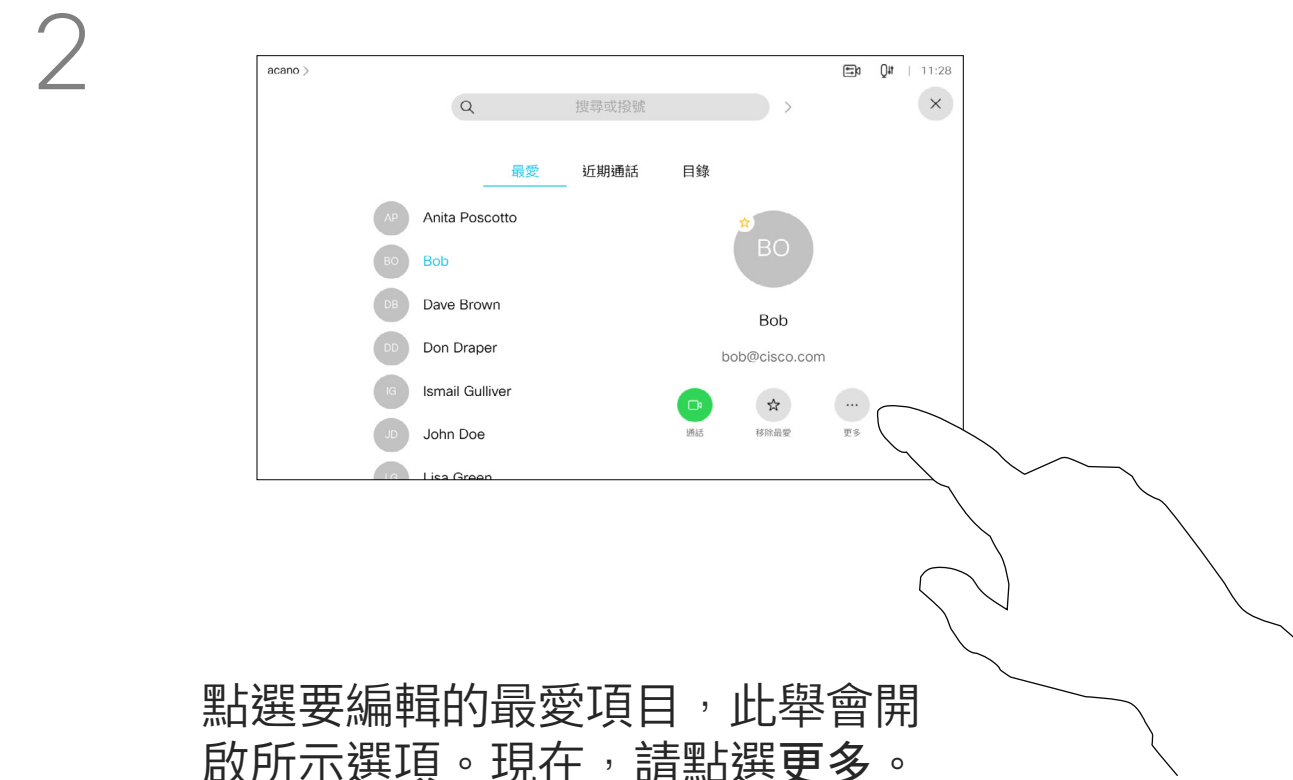 2
acano >
11:28
搜尋或撥號
最愛 近期通話 目錄
AP Anita Poscotto
BO Bob
DB Dave Brown
DD Don Draper
IG Ismail Gulliver
JD John Doe
LG Lisa Green
BO
Bob
bob@cisco.com
通話 移除最愛 更多
點選要編輯的最愛項目，此舉會開
啟所示選項。現在，請點選更多。